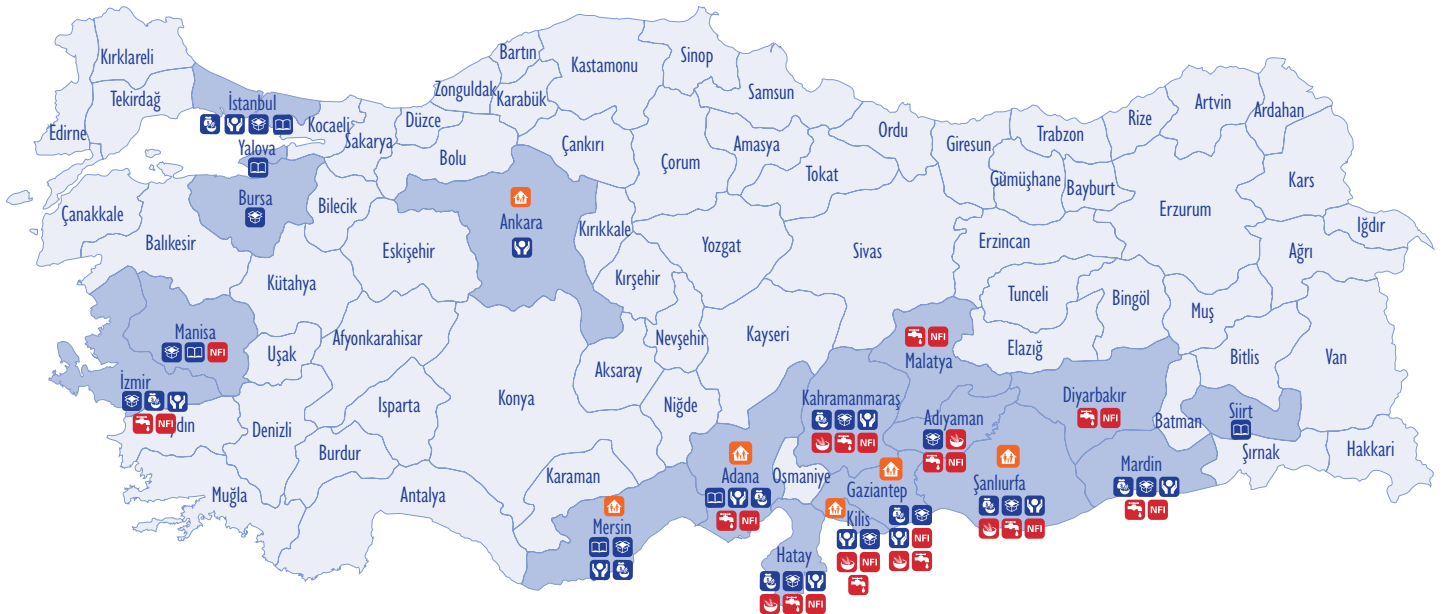 Bartın
Sinop
Kırklareli
Kastamonu
Zonguldak
Karabük
Samsun
Tekirdağ
İstanbul
Artvin
Ardahan
Edirne
Kocaeli
Sakarya
Düzce
Çankırı
Amasya
Ordu
Giresun
Trabzon
Rize
Yalova
Bolu
Çorum
Tokat
Gümüşhane
Bayburt
Kars
Çanakkale
Bursa
Bilecik
Ankara
Kırıkkale
Erzurum
Iğdır
Balıkesir
Eskişehir
Yozgat
Sivas
Erzincan
Ağrı
Kütahya
Kırşehir
Tunceli
Bingöl
Muş
Manisa
NFI
Uşak
Afyonkarahisar
Nevşehir
Kayseri
NFI
Malatya
Elazığ
Bitlis
Van
İzmir
NFI
ydın
Denizli
Isparta
Konya
Aksaray
Niğde
Kahramanmaraş
NFI
Adıyaman
NFI
Diyarbakır
NFI
Batman
Siirt
Burdur
Hakkari
Şırnak
Muğla
Antalya
Karaman
Mersin
Adana
NFI
Osmaniye
Gaziantep
NFI
Kilis
NFI
Şanlıurfa
NFI
Mardin
NFI
Hatay
NFI